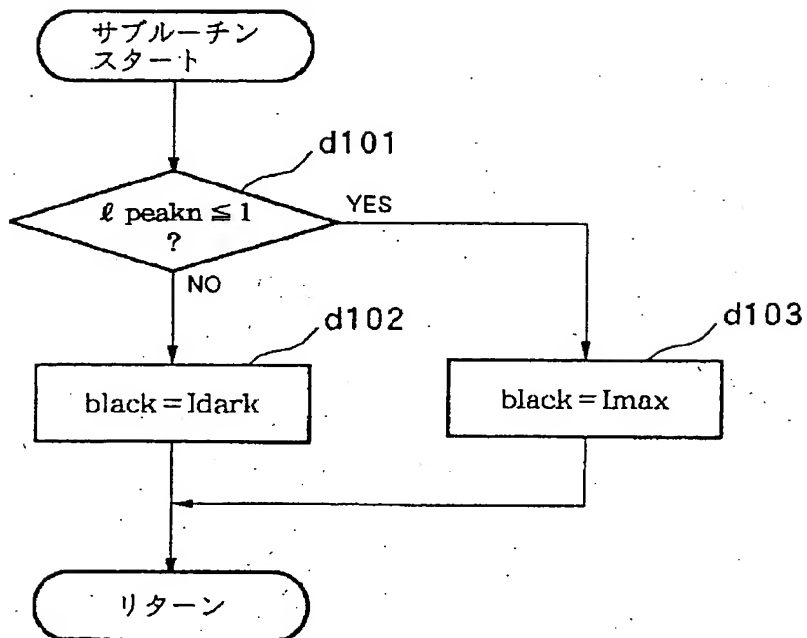 サブルーチン
スタート
d101
ℓ peakn ≦ 1
?
YES
NO
d102
d103
black = Idark
black = Imax
リターン